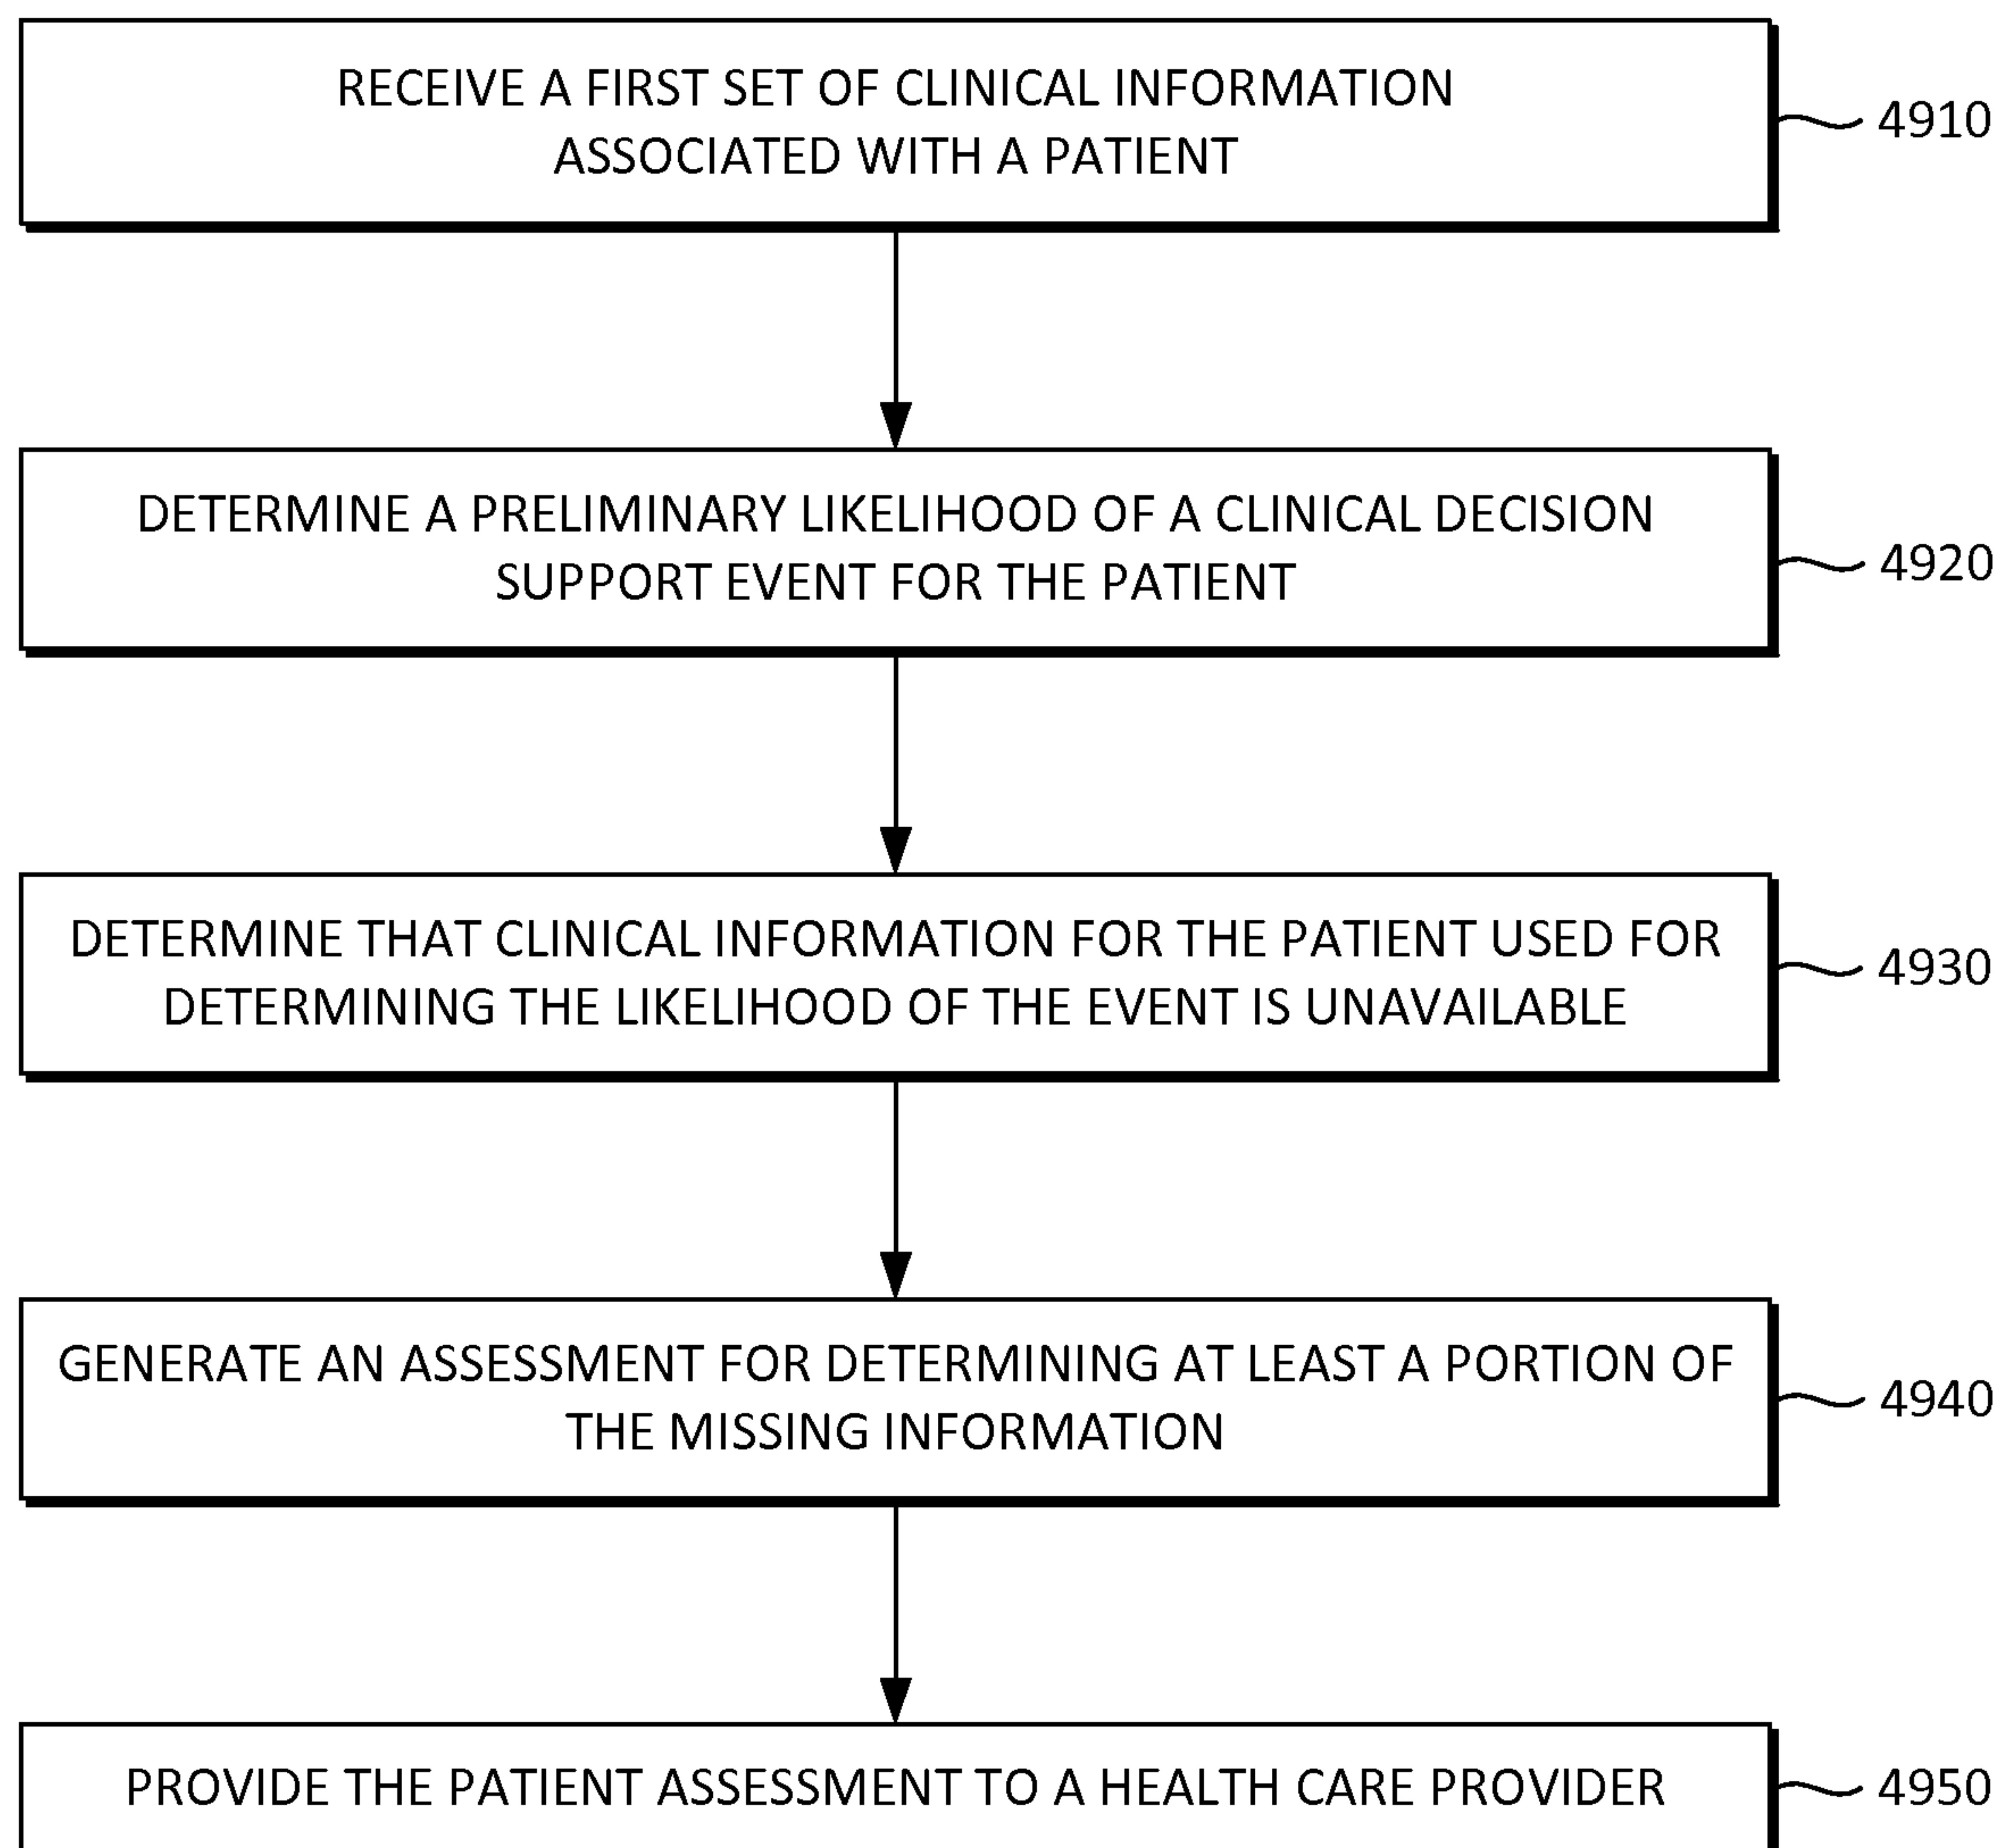 RECEIVE A FIRST SET OF CLINICAL INFORMATION
ASSOCIATED WITH A PATIENT
4910
DETERMINE A PRELIMINARY LIKELIHOOD OF A CLINICAL DECISION
SUPPORT EVENT FOR THE PATIENT
4920
DETERMINE THAT CLINICAL INFORMATION FOR THE PATIENT USED FOR
DETERMINING THE LIKELIHOOD OF THE EVENT IS UNAVAILABLE
4930
GENERATE AN ASSESSMENT FOR DETERMINING AT LEAST A PORTION OF
THE MISSING INFORMATION
4940
PROVIDE THE PATIENT ASSESSMENT TO A HEALTH CARE PROVIDER
4950